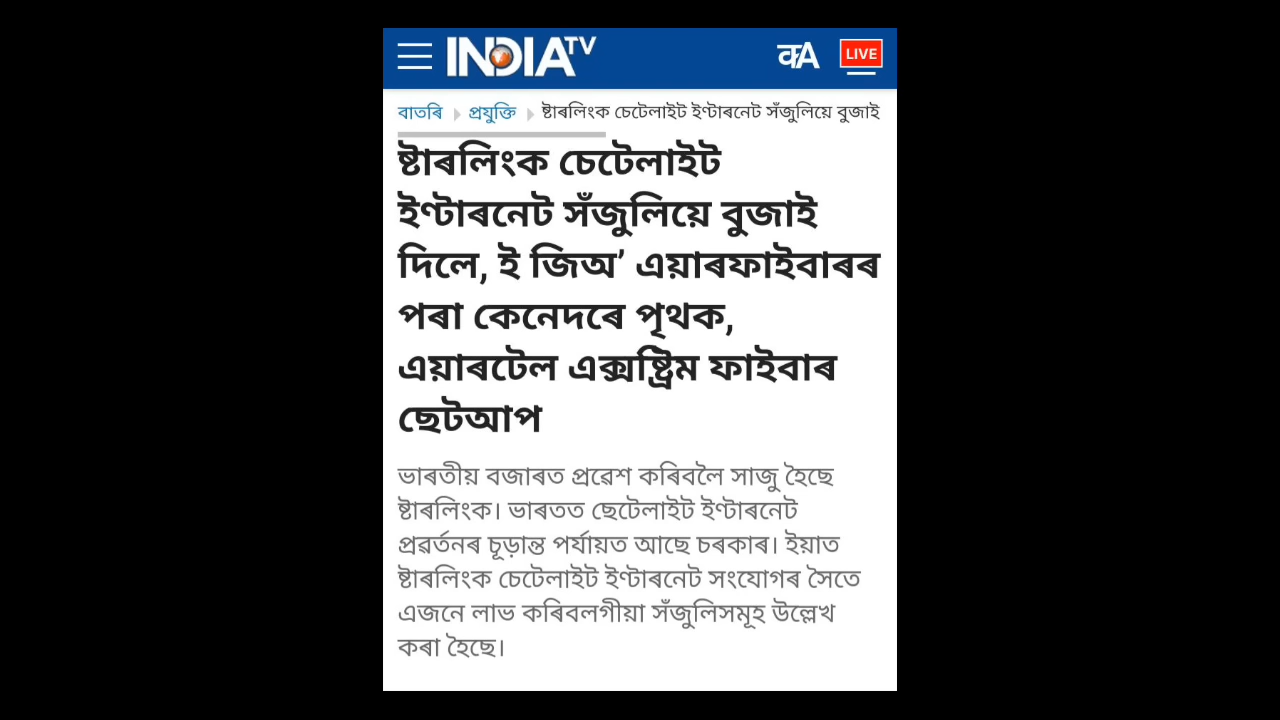 INDIA TV
क A
LIVE
বাতৰি প্ৰযুক্তি ষ্টাৰলিংক চেটেলাইট ইণ্টাৰনেট সঁজুলিয়ে বুজাই
ষ্টাৰলিংক চেটেলাইট
ইণ্টাৰনেট সঁজুলিয়ে বুজাই
দিলে, ই জিঅ’ এয়াৰফাইবাৰৰ
পৰা কেনেদৰে পৃথক,
এয়াৰটেল এক্সষ্ট্ৰিম ফাইবাৰ
ছেটআপ
ভাৰতীয় বজাৰত প্ৰৱেশ কৰিবলৈ সাজু হৈছে
ষ্টাৰলিংক। ভাৰতত ছেটেলাইট ইণ্টাৰনেট
প্ৰৱৰ্তনৰ চূড়ান্ত পৰ্যায়ত আছে চৰকাৰ। ইয়াত
ষ্টাৰলিংক চেটেলাইট ইণ্টাৰনেট সংযোগৰ সৈতে
এজনে লাভ কৰিবলগীয়া সঁজুলিসমূহ উল্লেখ
কৰা হৈছে।